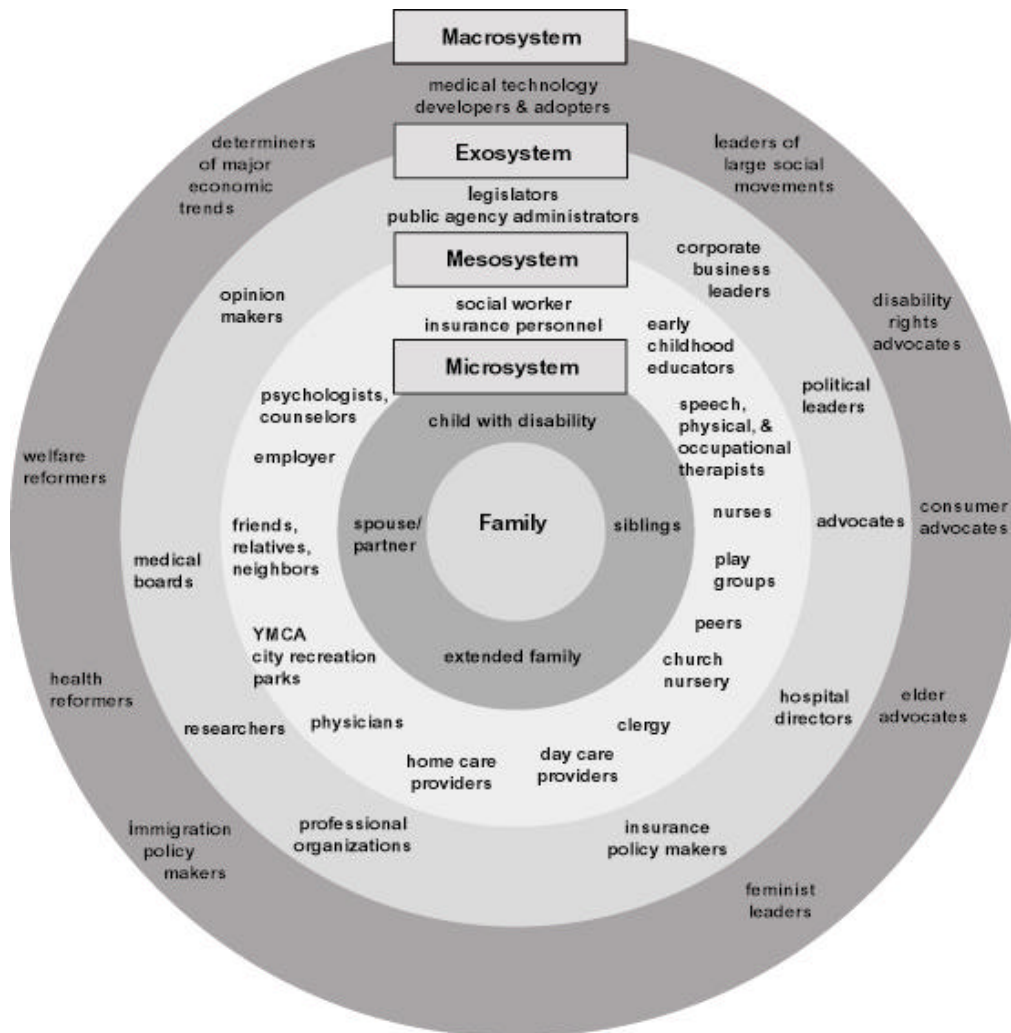 Macrosystem
medical technology
developers & adopters
determiners
of major
economic
trends
leaders of
large social
movements
Exosystem
legislators
public agency administrators
corporate
business
leaders
Mesosystem
opinion
makers
disability
rights
advocates
social worker
insurance personnel
early
childhood
educators
Microsystem
psychologists,
counselors
political
leaders
child with disability
speech,
physical, &
occupational
therapists
employer
welfare
reformers
Family
spouse/
partner
siblings
nurses
advocates
consumer
advocates
friends,
relatives,
neighbors
medical
boards
play
groups
peers
YMCA
city recreation
parks
extended family
church
nursery
health
reformers
hospital
directors
elder
advocates
researchers
physicians
clergy
home care
providers
day care
providers
immigration
policy
makers
professional
organizations
insurance
policy makers
feminist
leaders